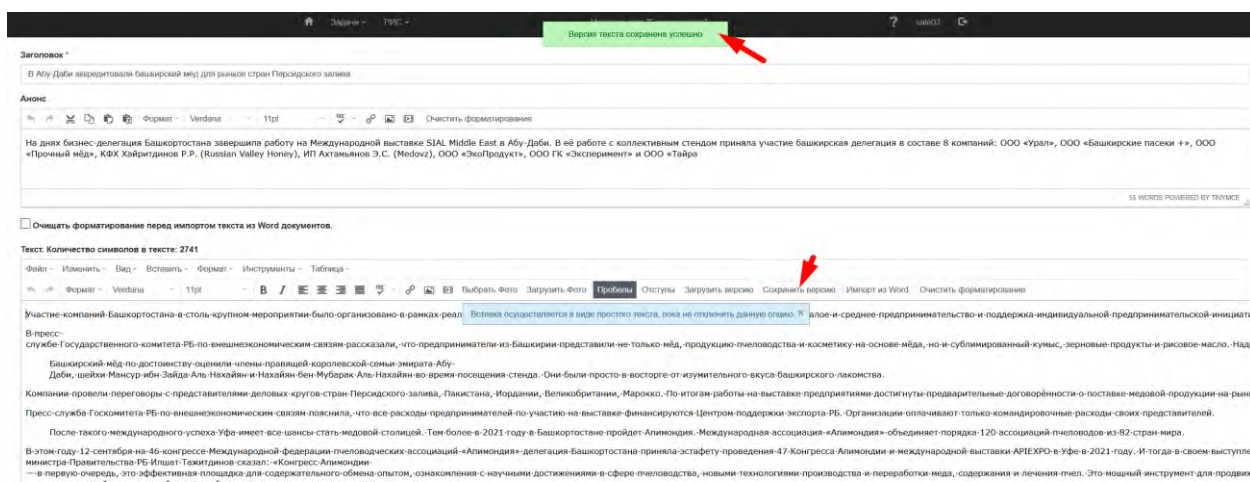 Задачи РИС
? sale03
Версия текста сохранена успешно
Заголовок *
В Абу-Даби аккредитовали башкирский мед для рынков стран Персидского залива
Анонс
Формат Verdana 11pt Очистить форматирование
На днях бизнес-делегация Башкортостана завершила работу на Международной выставке SIAL Middle East в Абу-Даби. В её работе с коллективным стендом приняла участие башкирская делегация в составе 8 компаний: ООО «Урал», ООО «Башкирские пасеки +», ООО
«Прочный мёд», КФХ Хайритдинов Р.Р. (Russian Valley Honey), ИП Ахтамьянов Э.С. (Medovz), ООО «ЭкоПродукт», ООО ГК «Эксперимент» и ООО «Тайра
55 WORDS POWERED BY TINYMCE
Очищать форматирование перед импортом текста из Word документов.
Текст. Количество символов в тексте: 2741
Файл Изменить Вид Вставить Формат Инструменты Таблица
Формат Verdana 11pt B I Выбрать Фото Загрузить Фото Пробелы Отступы Загрузить версию Сохранить версию Импорт из Word Очистить форматирование
Участие-компаний-Башкортостана-в-столь-крупном-мероприятии-было-организовано-в-рамках-реал Вставка осуществляется в виде простого текста, пока не отключить данную опцию. × алое-и-среднее-предпринимательство-и-поддержка-индивидуальной-предпринимательской-инициат
В-пресс-
службе-Государственного-комитета-РБ-по-внешнеэкономическим-связям-рассказали,-что-предприниматели-из-Башкирии-представили-не-только-мёд,-продукцию-пчеловодства-и-косметику-на-основе-мёда,-но-и-сублимированный-кумыс,-зерновые-продукты-и-рисовое-масло.-Над
Башкирский-мёд-по-достоинству-оценили-члены-правящей-королевской-семьи-эмирата-Абу-
Даби,-шейхи-Мансур-ибн-Зайда-Аль-Нахайян-и-Нахайян-бен-Мубарак-Аль-Нахайян-во-время-посещения-стенда.-Они-были-просто-в-восторге-от-изумительного-вкуса-башкирского-лакомства.
Компании-провели-переговоры-с-представителями-деловых-кругов-стран-Персидского-залива,-Пакистана,-Иордании,-Великобритании,-Марокко.-По-итогам-работы-на-выставке-предприятиями-достигнуты-предварительные-договорённости-о-поставке-медовой-продукции-на-рын
Пресс-служба-Госкомитета-РБ-по-внешнеэкономическим-связям-пояснила,-что-все-расходы-предпринимателей-по-участию-на-выставке-финансируются-Центром-поддержки-экспорта-РБ.-Организации-оплачивают-только-командировочные-расходы-своих-представителей.
После-такого-международного-успеха-Уфа-имеет-все-шансы-стать-медовой-столицей.-Тем-более-в-2021-году-в-Башкортостане-пройдет-Апимондия.-Международная-ассоциация-«Апимондия»-объединяет-порядка-120-ассоциаций-пчеловодов-из-82-стран-мира.
В-этом-году-12-сентября-на-46-конгрессе-Международной-федерации-пчеловодческих-ассоциаций-«Апимондия»-делегация-Башкортостана-приняла-эстафету-проведения-47-Конгресса-Апимондии-и-международной-выставки-APIEXPO-в-Уфе-в-2021-году.-И-тогда-в-своем-выступле
министра-Правительства-РБ-Илшат-Тажитдинов-сказал:-«Конгресс-Апимондии-
—-в-первую-очередь,-это-эффективная-площадка-для-содержательного-обмена-опытом,-ознакомления-с-научными-достижениями-в-сфере-пчеловодства,-новыми-технологиями-производства-и-переработки-меда,-содержания-и-лечения-пчел.-Это-мощный-инструмент-для-продвиж